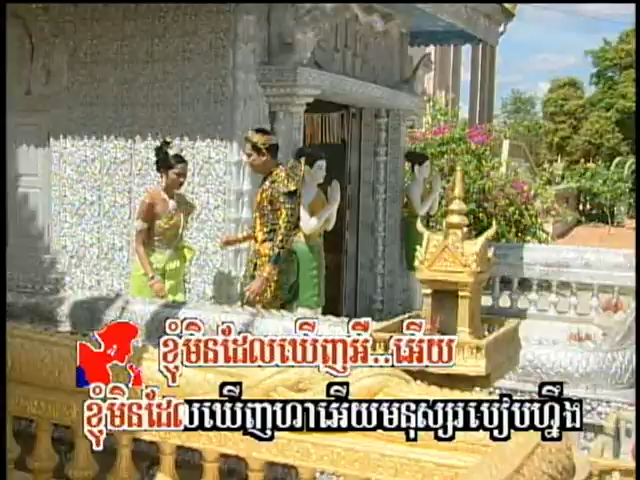 ខ្ញុំមិនដែលឃើញអី...អើយ
ខ្ញុំមិនដែលឃើញហាអើយមនុស្សរបៀបហ្នឹង